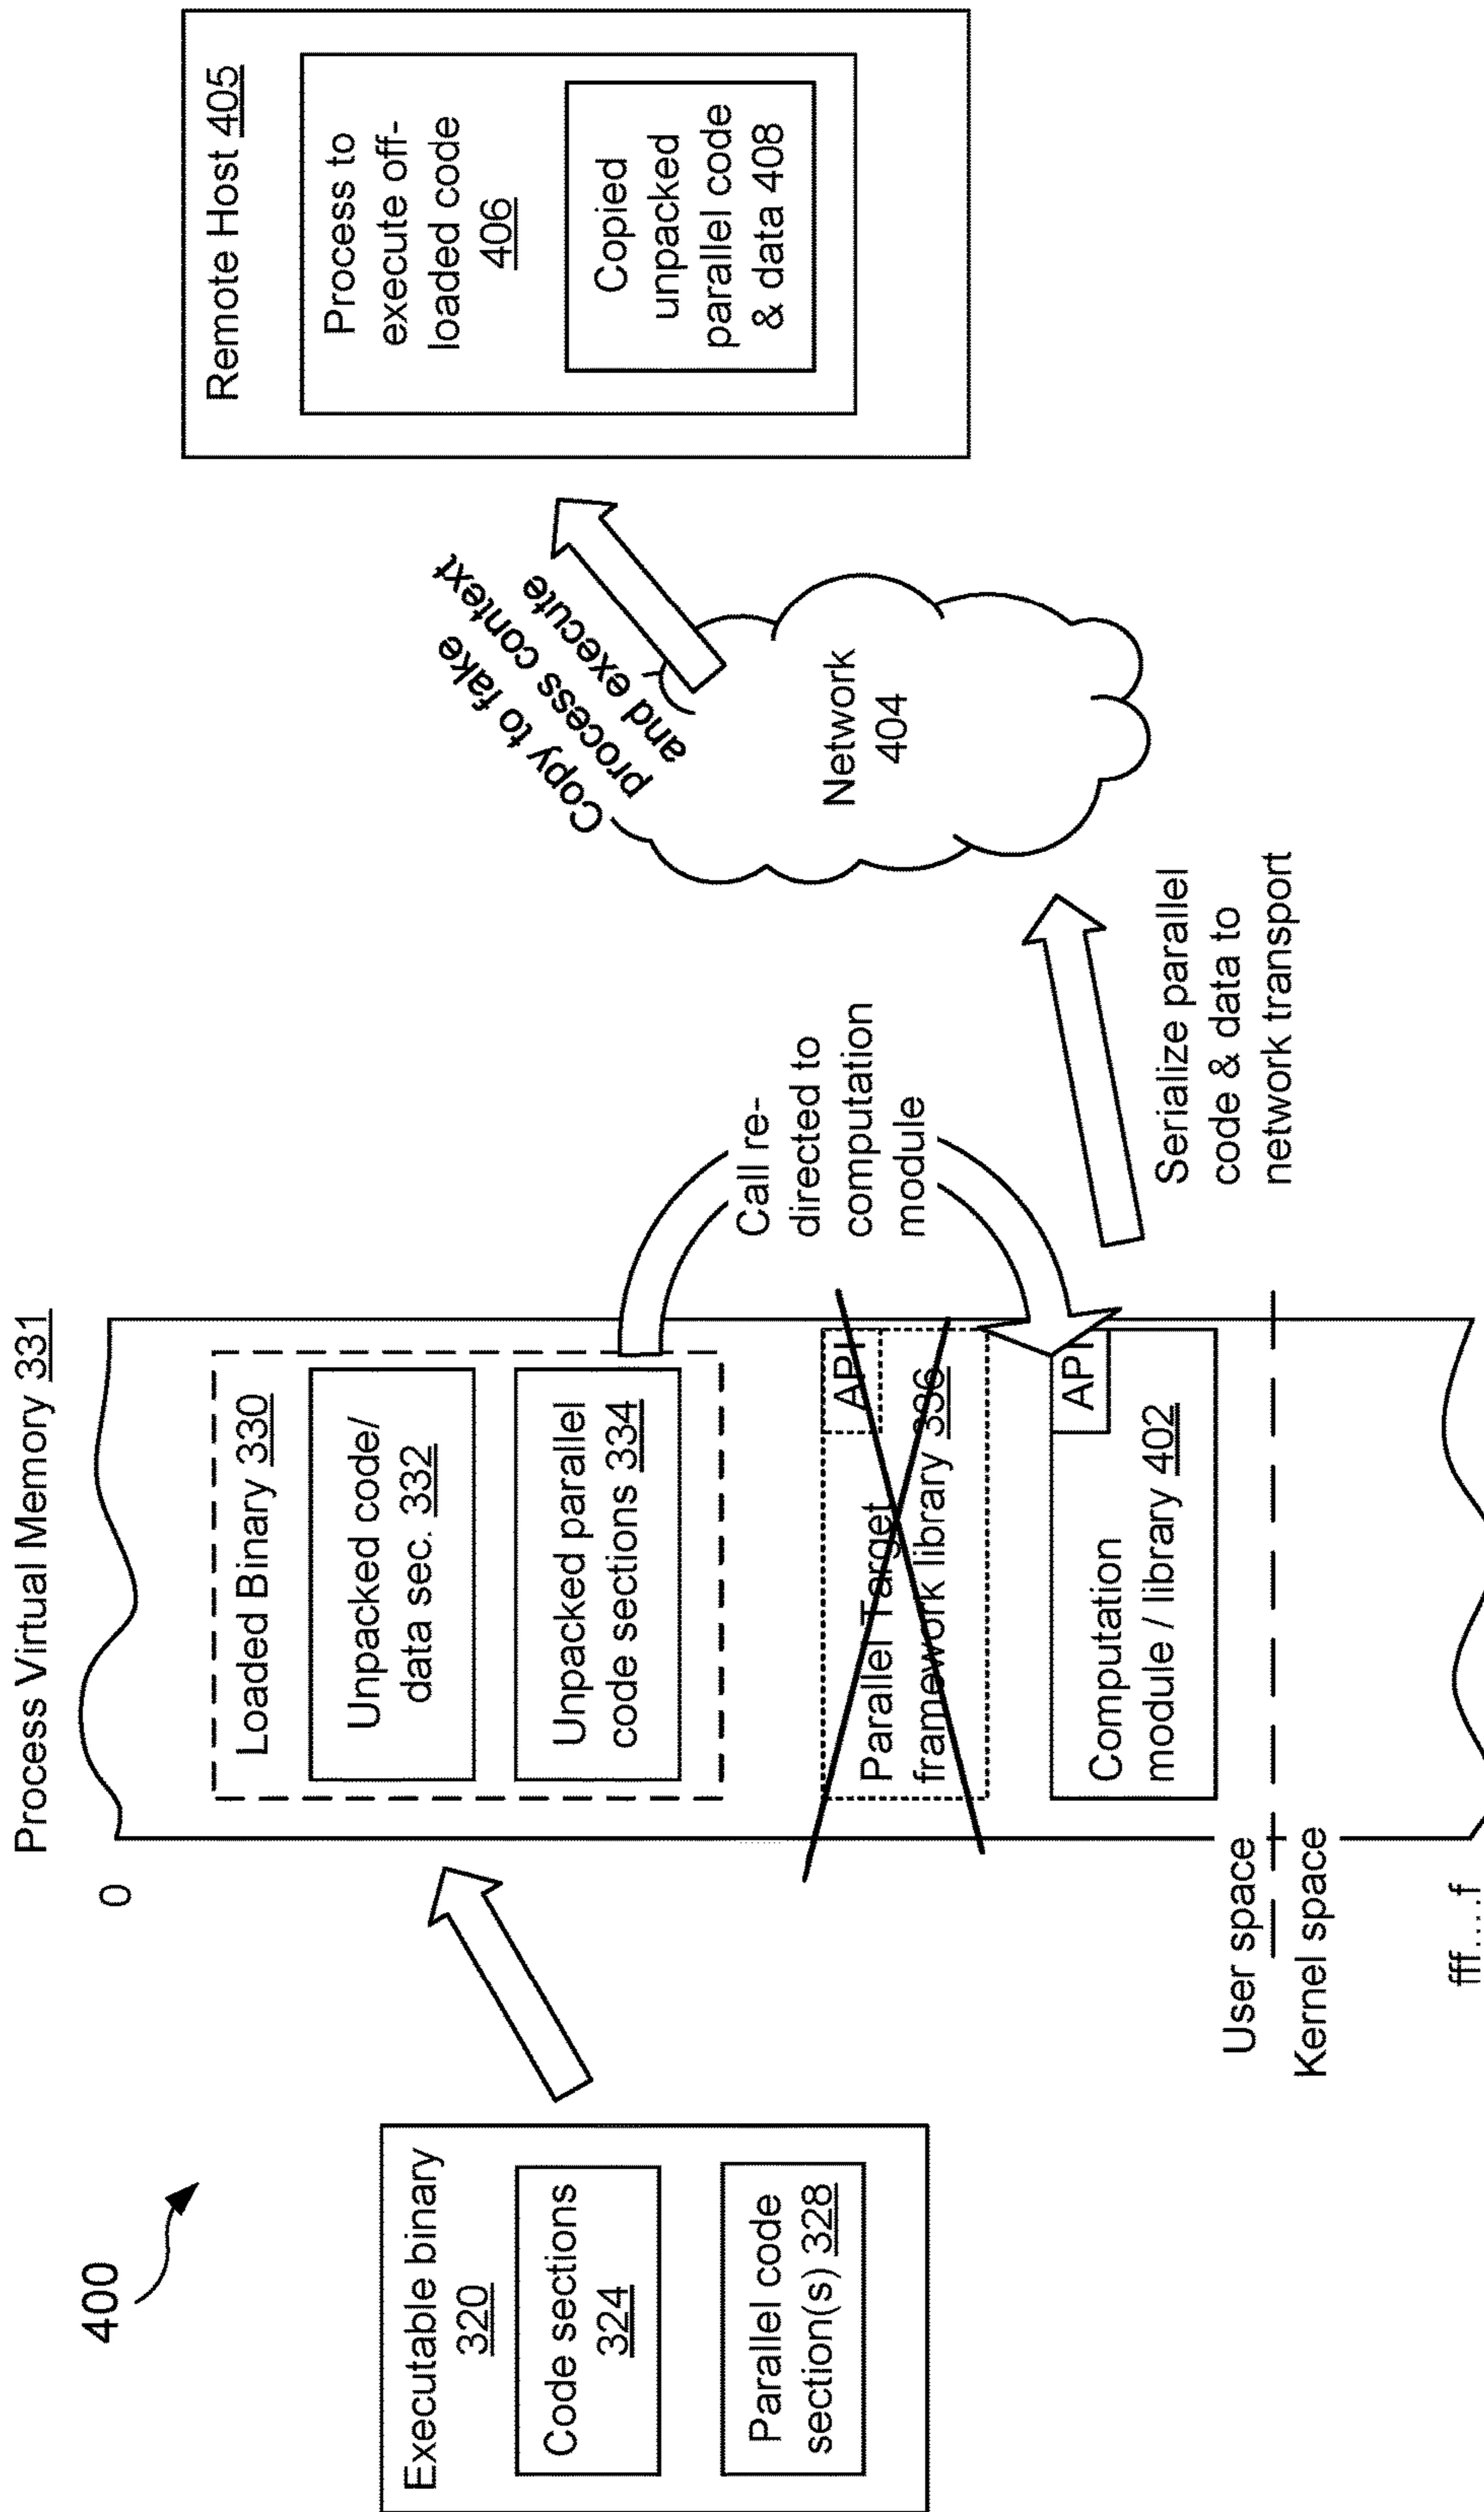 400
Executable binary
320
Code sections
324
Parallel code
section(s) 328
Process Virtual Memory 331
0
Loaded Binary 330
Unpacked code/
data sec. 332
Unpacked parallel
code sections 334
Parallel Target
framework library 336
API
Computation
module / library 402
API
User space
Kernel space
fff....f
Call re-
directed to
computation
module
Serialize parallel
code & data to
network transport
Network
404
Copy to fake
process context
and execute
Remote Host 405
Process to
execute off-
loaded code
406
Copied
unpacked
parallel code
& data 408